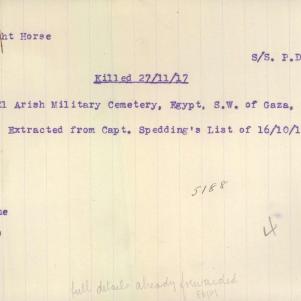 ght Horse
S/S. P.D
Killed 27/11/17
El Arish Military Cemetery, Egypt, S.W. of Gaza,
Extracted from Capt. Spedding's List of 16/10/1
5188
ne
4
full details already forwarded